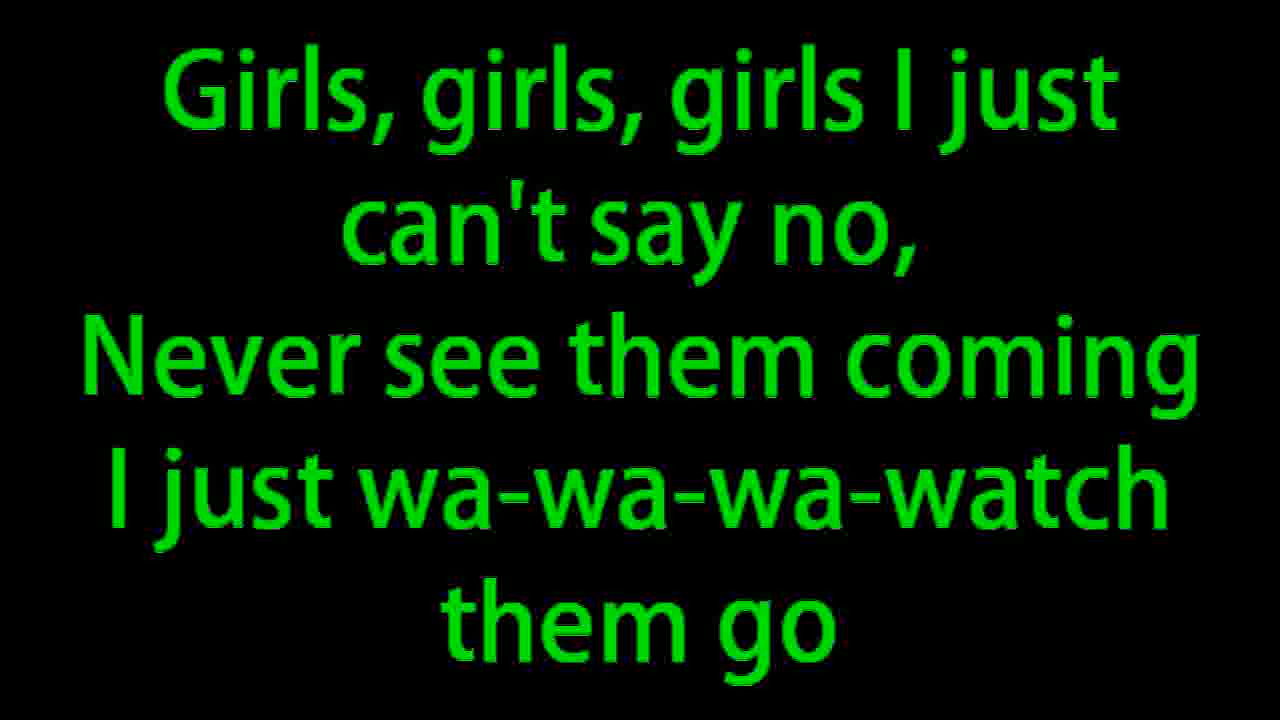 Girls, girls, girls I just
can't say no,
Never see them coming
I just wa-wa-wa-watch
them go